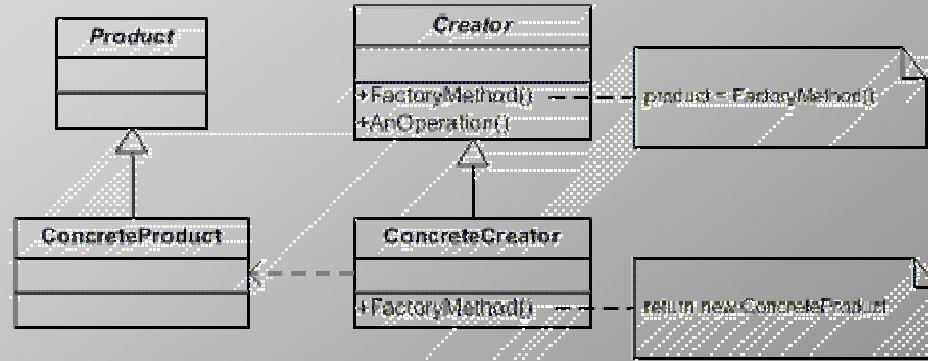 Product
Creator
+FactoryMethod()
+AnOperation()
product = FactoryMethod()
ConcreteProduct
ConcreteCreator
+FactoryMethod()
return new ConcreteProduct